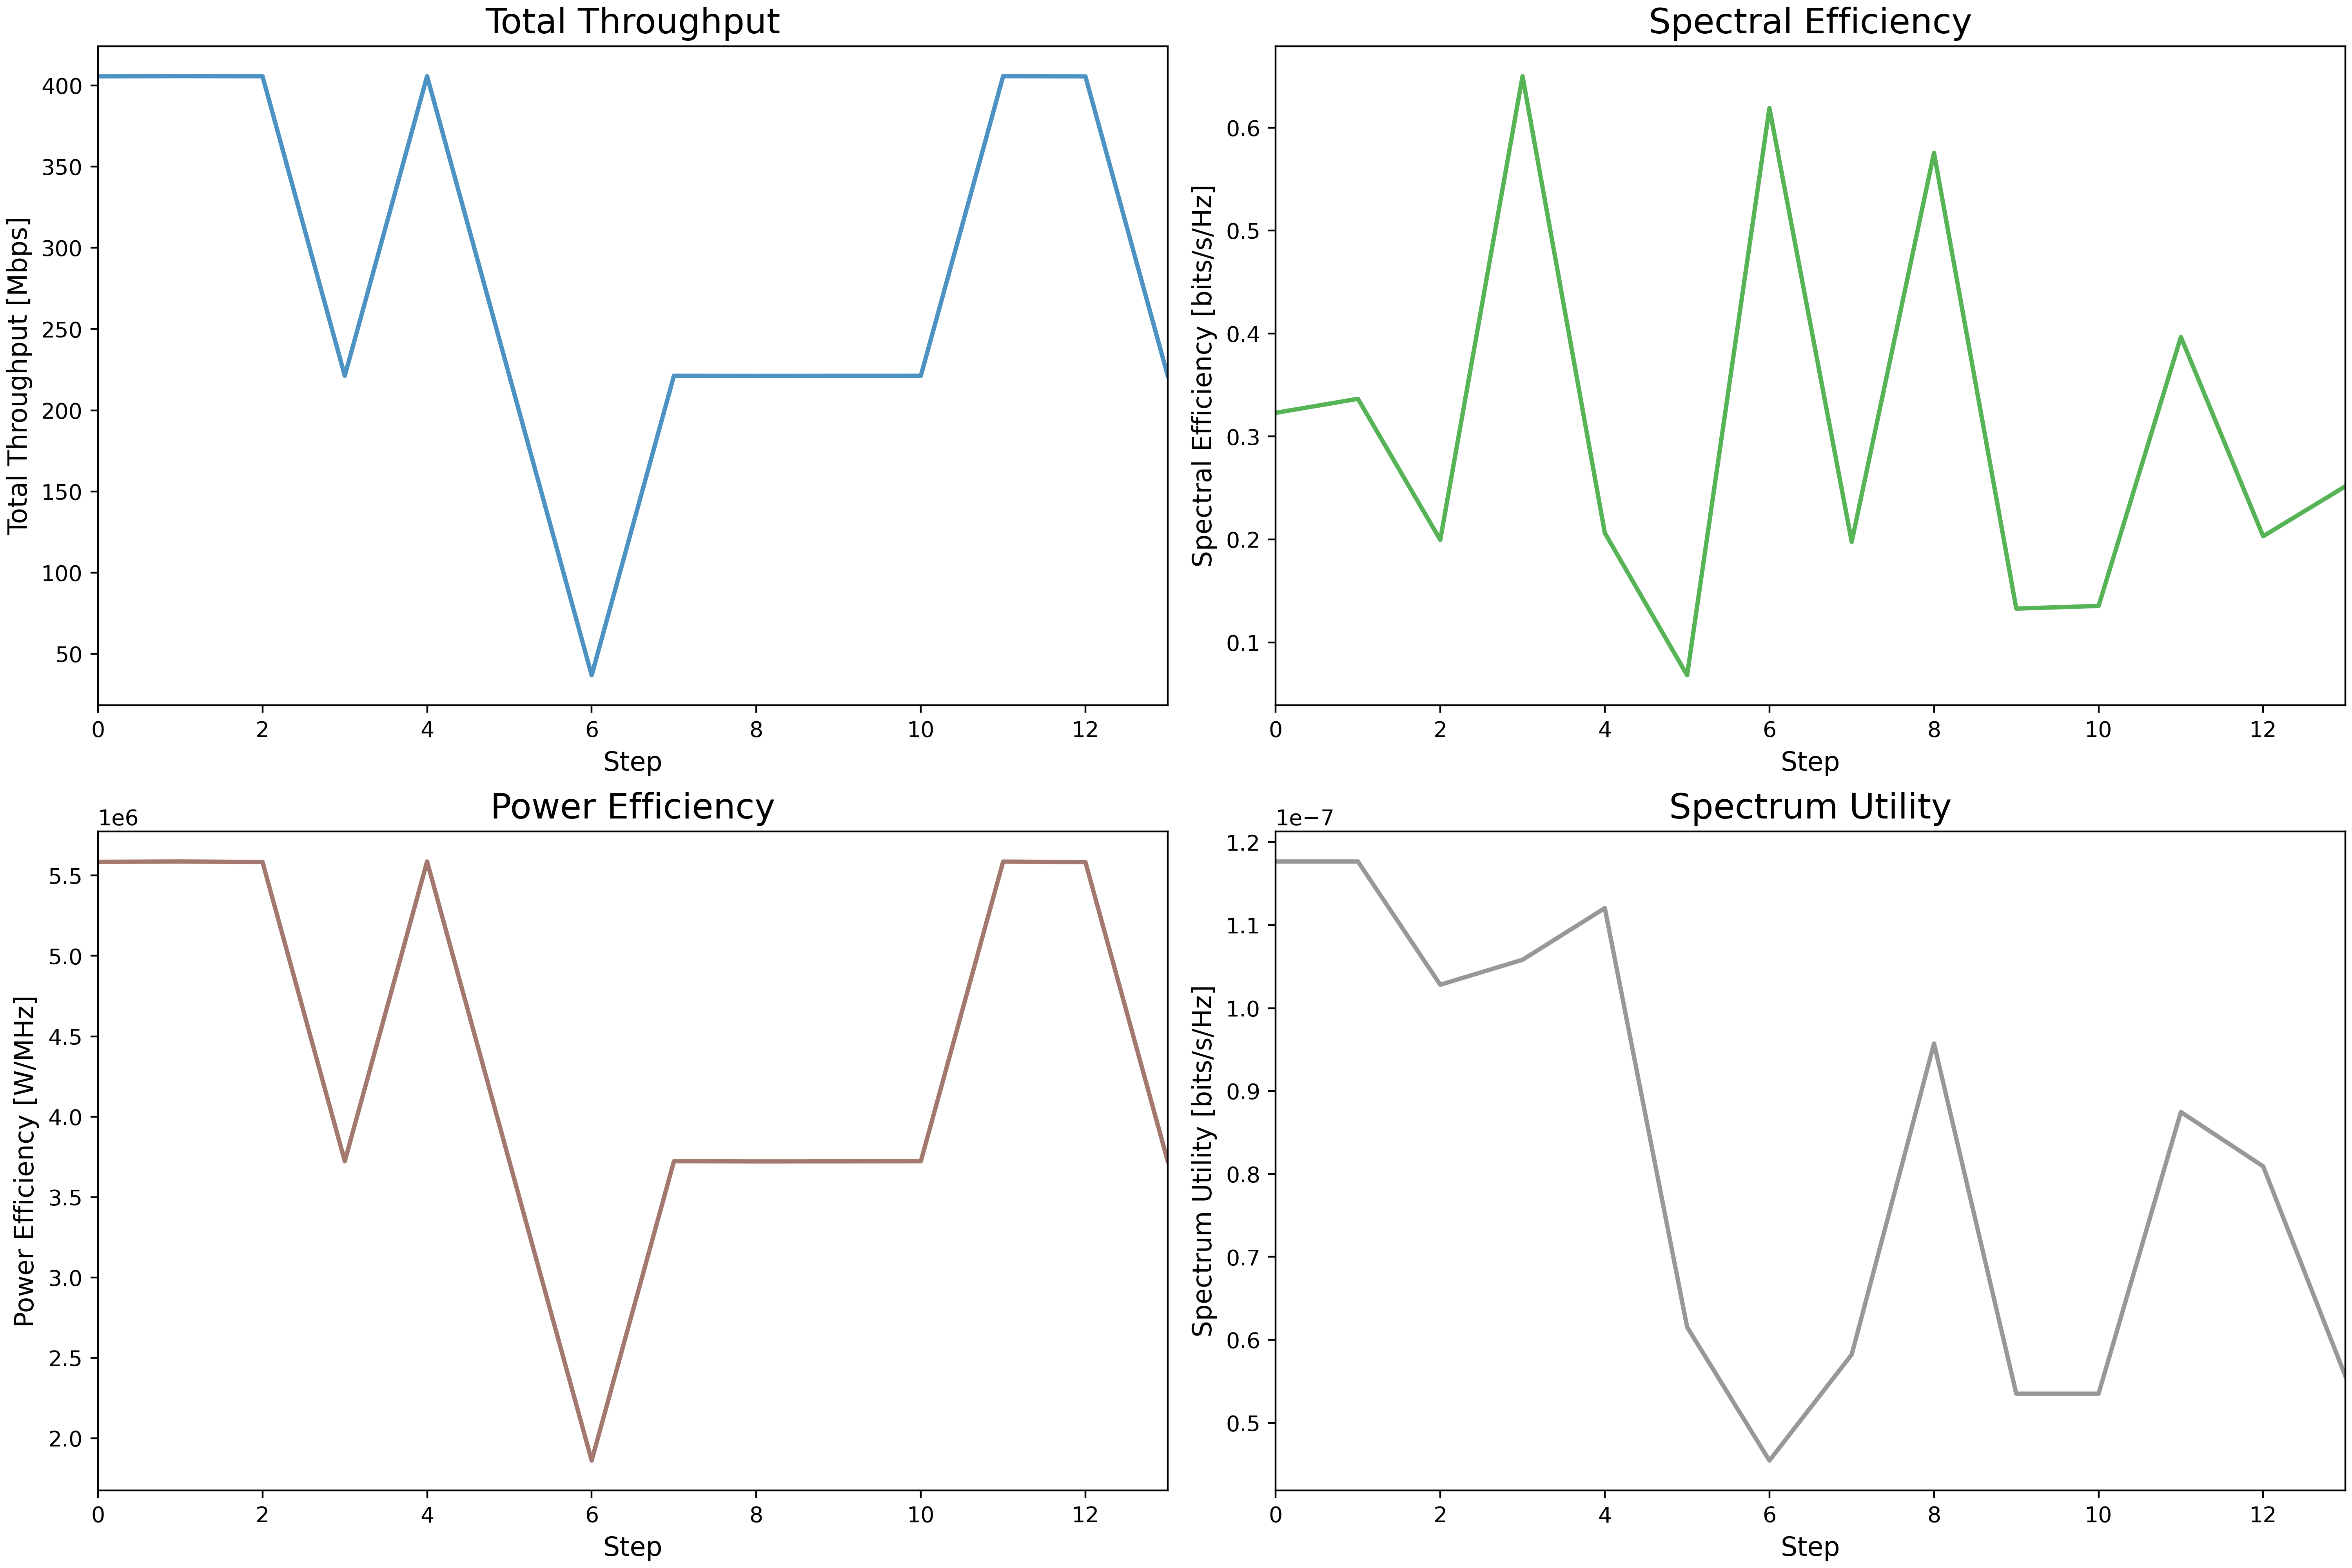 Total Throughput
Total Throughput [Mbps]
400
350
300
250
200
150
100
50
0 2 4 6 8 10 12
Step
Spectral Efficiency
Spectral Efficiency [bits/s/Hz]
0.6
0.5
0.4
0.3
0.2
0.1
0 2 4 6 8 10 12
Step
Power Efficiency
1e6
Power Efficiency [W/MHz]
5.5
5.0
4.5
4.0
3.5
3.0
2.5
2.0
0 2 4 6 8 10 12
Step
Spectrum Utility
1e−7
Spectrum Utility [bits/s/Hz]
1.2
1.1
1.0
0.9
0.8
0.7
0.6
0.5
0 2 4 6 8 10 12
Step